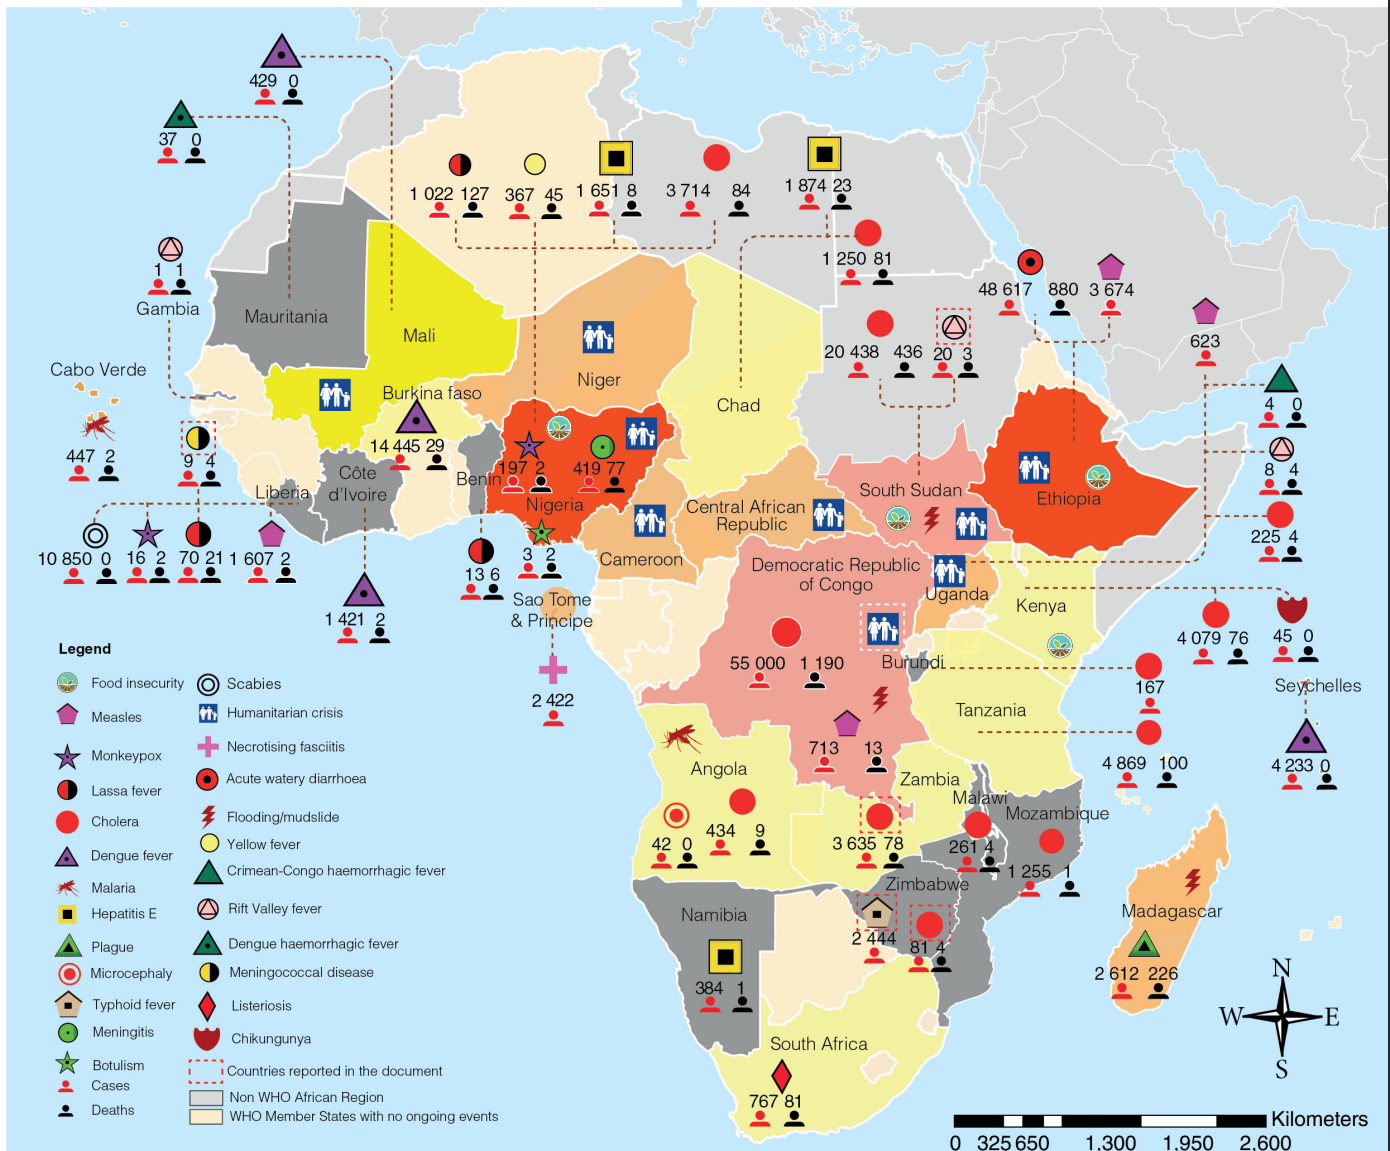 429 0
37 0
1 022 127
367 45
1 651 8
3 714 84
1 874 23
1 250 81
1 1
Gambia
48 617 880
3 674
623
Mauritania
Mali
Niger
Chad
20 438 436
20 3
Cabo Verde
447 2
Burkina faso
14 445 29
4 0
8 4
225 4
9 4
Liberia
Côte
d'Ivoire
Benin
197 2
419 77
Nigeria
3 2
Cameroon
Central African
Republic
South Sudan
Ethiopia
10 850 0
16 2
70 21
1 607 2
13 6
1 421 2
Sao Tome
& Principe
2 422
Democratic Republic
of Congo
Uganda
Kenya
4 079 76
45 0
55 000 1 190
Burundi
167
Seychelles
4 233 0
Tanzania
4 869 100
713 13
Angola
42 0
434 9
Zambia
3 635 78
Malawi
261 4
Mozambique
1 255 1
Zimbabwe
2 444
81 4
Namibia
384 1
Madagascar
2 612 226
South Africa
767 81
Legend
Food insecurity
Measles
Monkeypox
Lassa fever
Cholera
Dengue fever
Malaria
Hepatitis E
Plague
Microcephaly
Typhoid fever
Meningitis
Botulism
Cases
Deaths
Scabies
Humanitarian crisis
Necrotising fasciitis
Acute watery diarrhoea
Flooding/mudslide
Yellow fever
Crimean-Congo haemorrhagic fever
Rift Valley fever
Dengue haemorrhagic fever
Meningococcal disease
Listeriosis
Chikungunya
Countries reported in the document
Non WHO African Region
WHO Member States with no ongoing events
N
W E
S
Kilometers
0 325 650 1,300 1,950 2,600